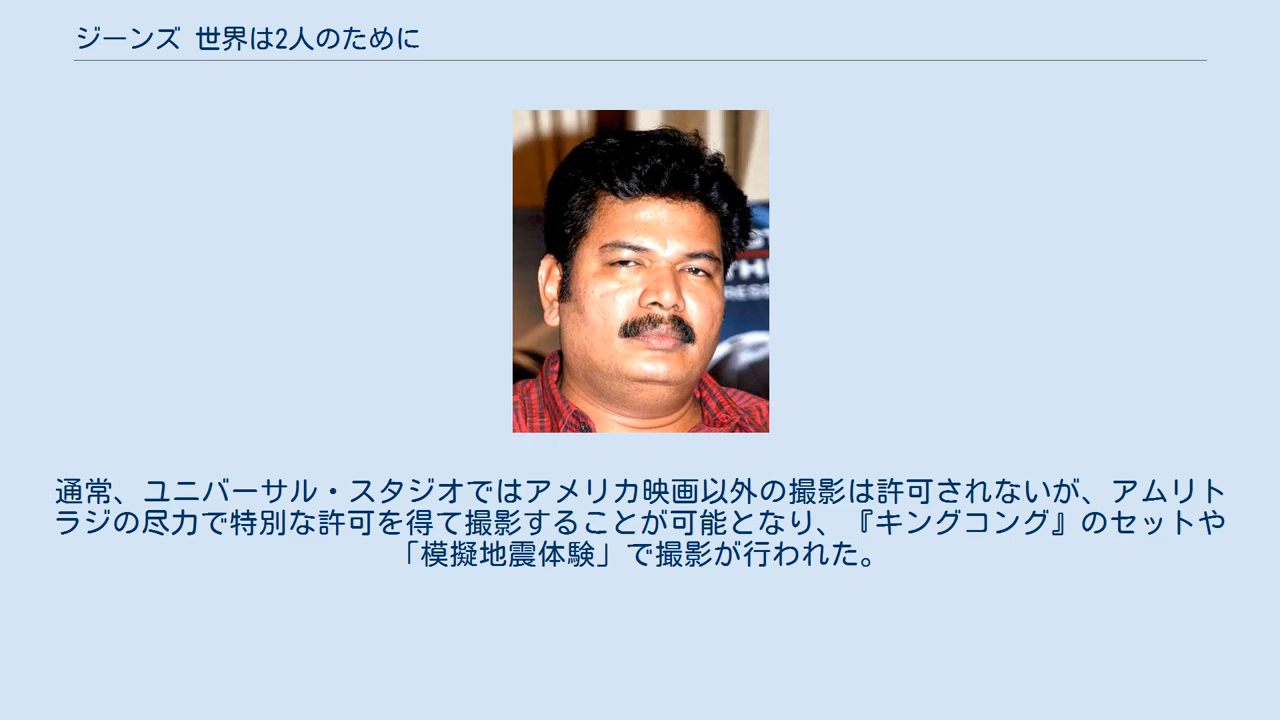 ジーンズ 世界は2人のために
ST
THE
RESE
通常、ユニバーサル・スタジオではアメリカ映画以外の撮影は許可されないが、アムリト
ラジの尽力で特別な許可を得て撮影することが可能となり、『キングコング』のセットや
「模擬地震体験」で撮影が行われた。